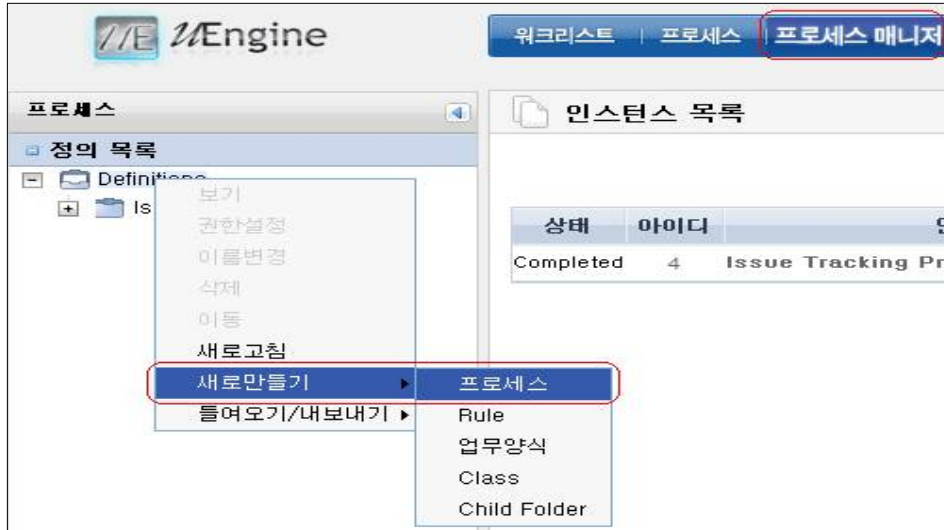 UE uEngine
워크리스트 | 프로세스 | 프로세스 매니저
프로세스
인스턴스 목록
정의 목록
Definitions
Is
보기
권한설정
이름변경
삭제
이동
새로고침
새로만들기
들여오기/내보내기
프로세스
Rule
업무양식
Class
Child Folder
상태 아이디
Completed 4 Issue Tracking Pr